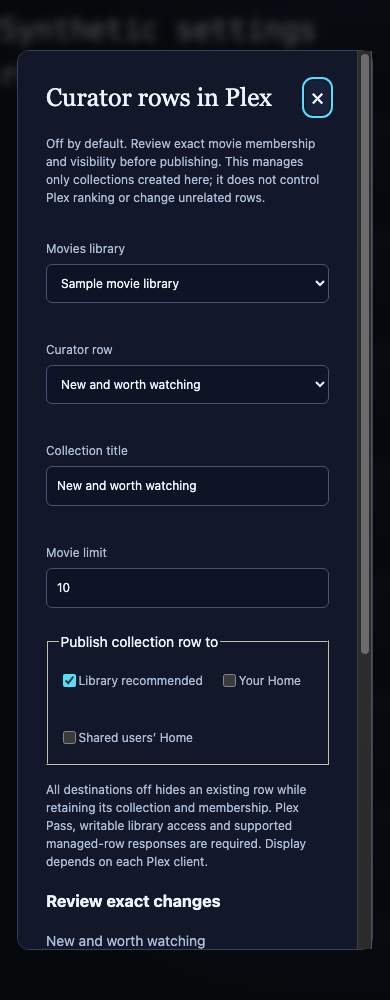 Synthetic settings
Curator rows in Plex
×
Off by default. Review exact movie membership
and visibility before publishing. This manages
only collections created here; it does not control
Plex ranking or change unrelated rows.
Movies library
Sample movie library
Curator row
New and worth watching
Collection title
New and worth watching
Movie limit
10
Publish collection row to
Library recommended
Your Home
Shared users’ Home
All destinations off hides an existing row while
retaining its collection and membership. Plex
Pass, writable library access and supported
managed-row responses are required. Display
depends on each Plex client.
Review exact changes
New and worth watching